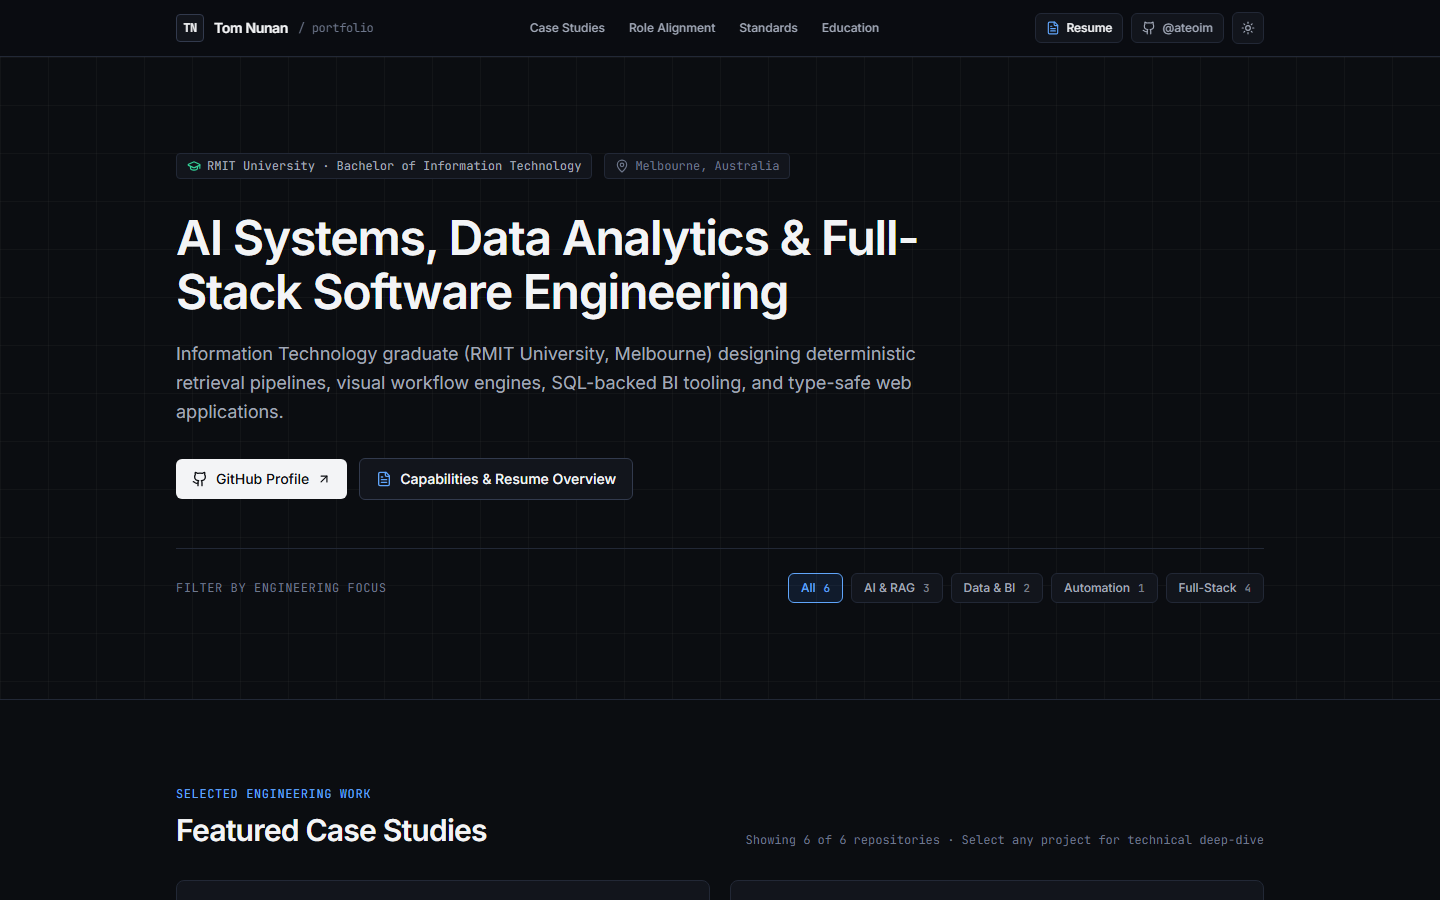 TN Tom Nunan / portfolio Case Studies Role Alignment Standards Education Resume @ateoim
RMIT University · Bachelor of Information Technology Melbourne, Australia
AI Systems, Data Analytics & Full-
Stack Software Engineering
Information Technology graduate (RMIT University, Melbourne) designing deterministic
retrieval pipelines, visual workflow engines, SQL-backed BI tooling, and type-safe web
applications.
GitHub Profile Capabilities & Resume Overview
FILTER BY ENGINEERING FOCUS All 6 AI & RAG 3 Data & BI 2 Automation 1 Full-Stack 4
SELECTED ENGINEERING WORK
Featured Case Studies
Showing 6 of 6 repositories · Select any project for technical deep-dive